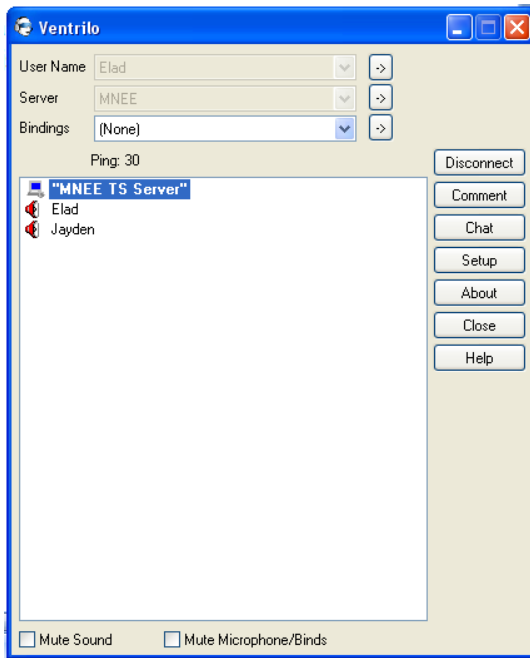 Ventrilo
User Name Elad ->
Server MNEE ->
Bindings (None) ->
Ping: 30
Disconnect
Comment
Chat
Setup
About
Close
Help
"MNEE TS Server"
Elad
Jayden
Mute Sound Mute Microphone/Binds